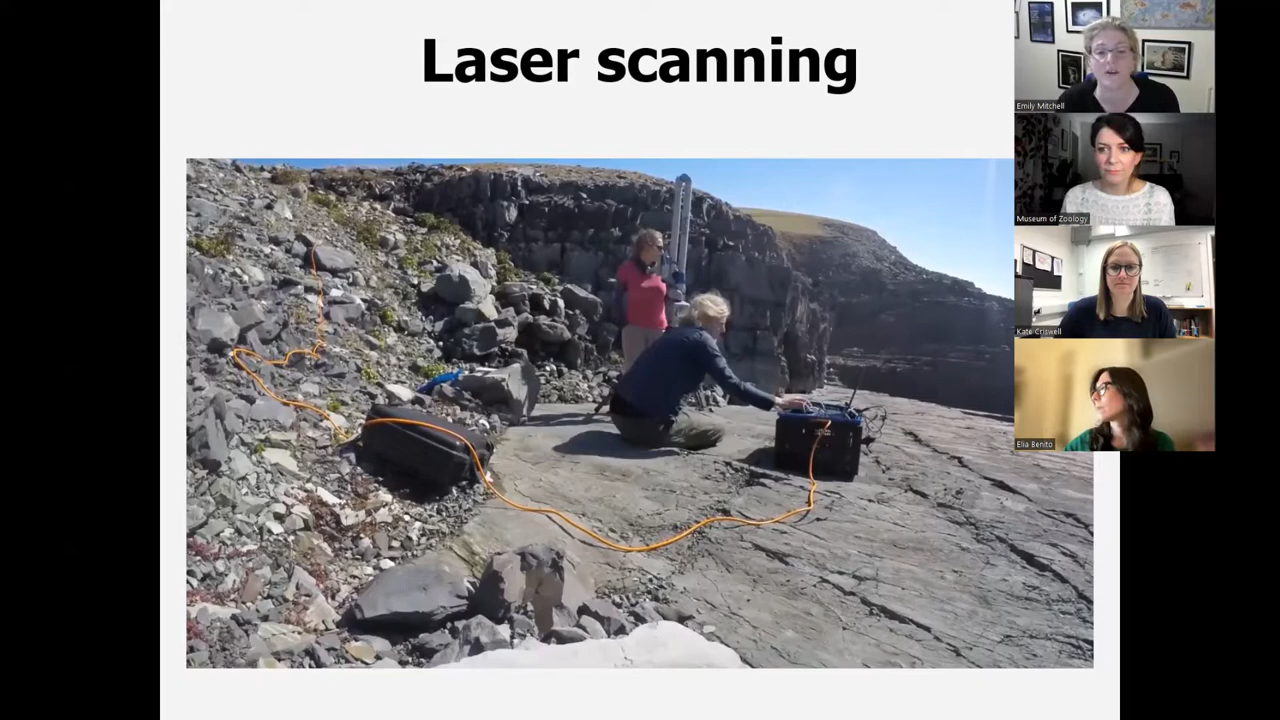 Laser scanning
Emily Mitchell
Museum of Zoology
Kate Criswell
Elia Benito